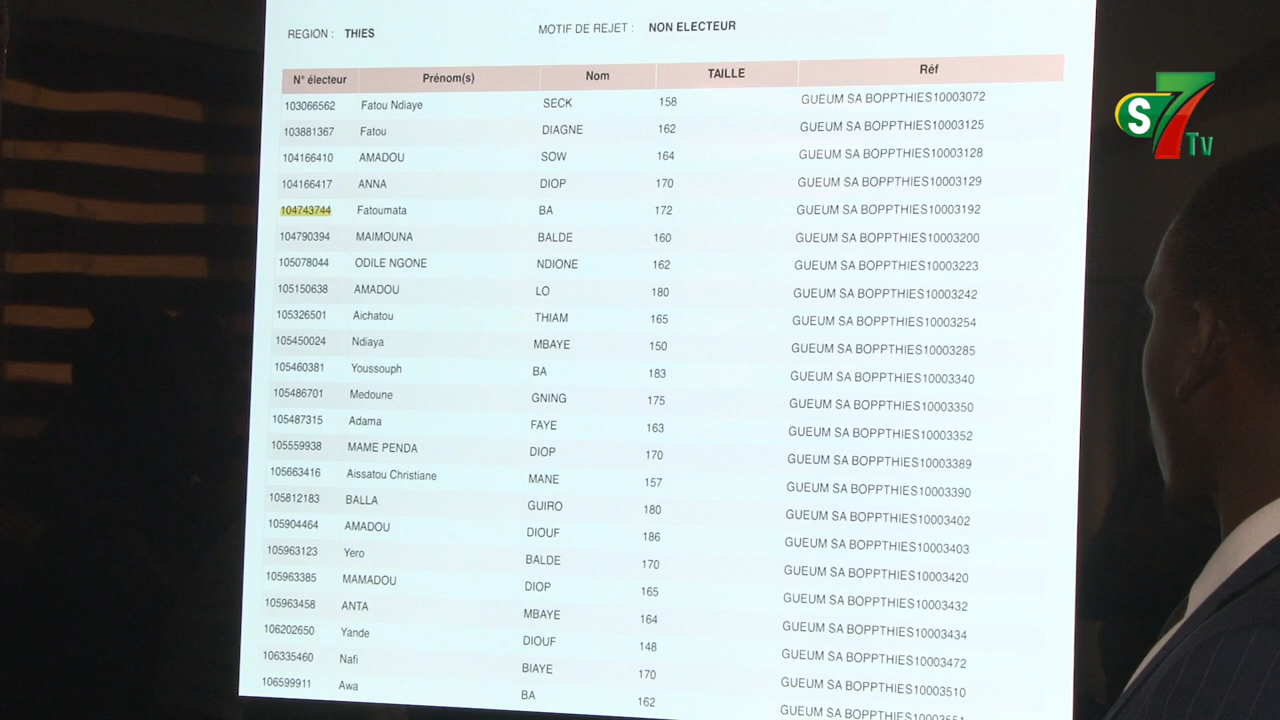 REGION : THIES MOTIF DE REJET : NON ELECTEUR
N° électeur Prénom(s) Nom TAILLE Réf
103066562 Fatou Ndiaye SECK 158 GUEUM SA BOPPTHIES10003072
103881367 Fatou DIAGNE 162 GUEUM SA BOPPTHIES10003125
104166410 AMADOU SOW 164 GUEUM SA BOPPTHIES10003128
104166417 ANNA DIOP 170 GUEUM SA BOPPTHIES10003129
104743744 Fatoumata BA 172 GUEUM SA BOPPTHIES10003192
104790394 MAIMOUNA BALDE 160 GUEUM SA BOPPTHIES10003200
105078044 ODILE NGONE NDIONE 162 GUEUM SA BOPPTHIES10003223
105150638 AMADOU LO 180 GUEUM SA BOPPTHIES10003242
105326501 Aichatou THIAM 165 GUEUM SA BOPPTHIES10003254
105450024 Ndiaya MBAYE 150 GUEUM SA BOPPTHIES10003285
105460381 Youssouph BA 183 GUEUM SA BOPPTHIES10003340
105486701 Medoune GNING 175 GUEUM SA BOPPTHIES10003350
105487315 Adama FAYE 163 GUEUM SA BOPPTHIES10003352
105559938 MAME PENDA DIOP 170 GUEUM SA BOPPTHIES10003389
105663416 Aissatou Christiane MANE 157 GUEUM SA BOPPTHIES10003390
105812183 BALLA GUIRO 180 GUEUM SA BOPPTHIES10003402
105904464 AMADOU DIOUF 186 GUEUM SA BOPPTHIES10003403
105963123 Yero BALDE 170 GUEUM SA BOPPTHIES10003420
105963385 MAMADOU DIOP 165 GUEUM SA BOPPTHIES10003432
105963458 ANTA MBAYE 164 GUEUM SA BOPPTHIES10003434
106202650 Yande DIOUF 148 GUEUM SA BOPPTHIES10003472
106335460 Nafi BIAYE 170 GUEUM SA BOPPTHIES10003510
106599911 Awa BA 162 GUEUM SA
S7 TV